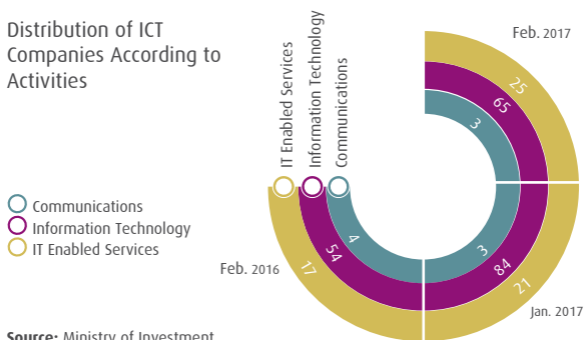 Distribution of ICT
Companies According to
Activities
IT Enabled Services
Information Technology
Communications
Feb. 2017
25
65
3
Communications
Information Technology
IT Enabled Services
Feb. 2016
17
54
4
3
84
21
Jan. 2017
Source: Ministry of Investment